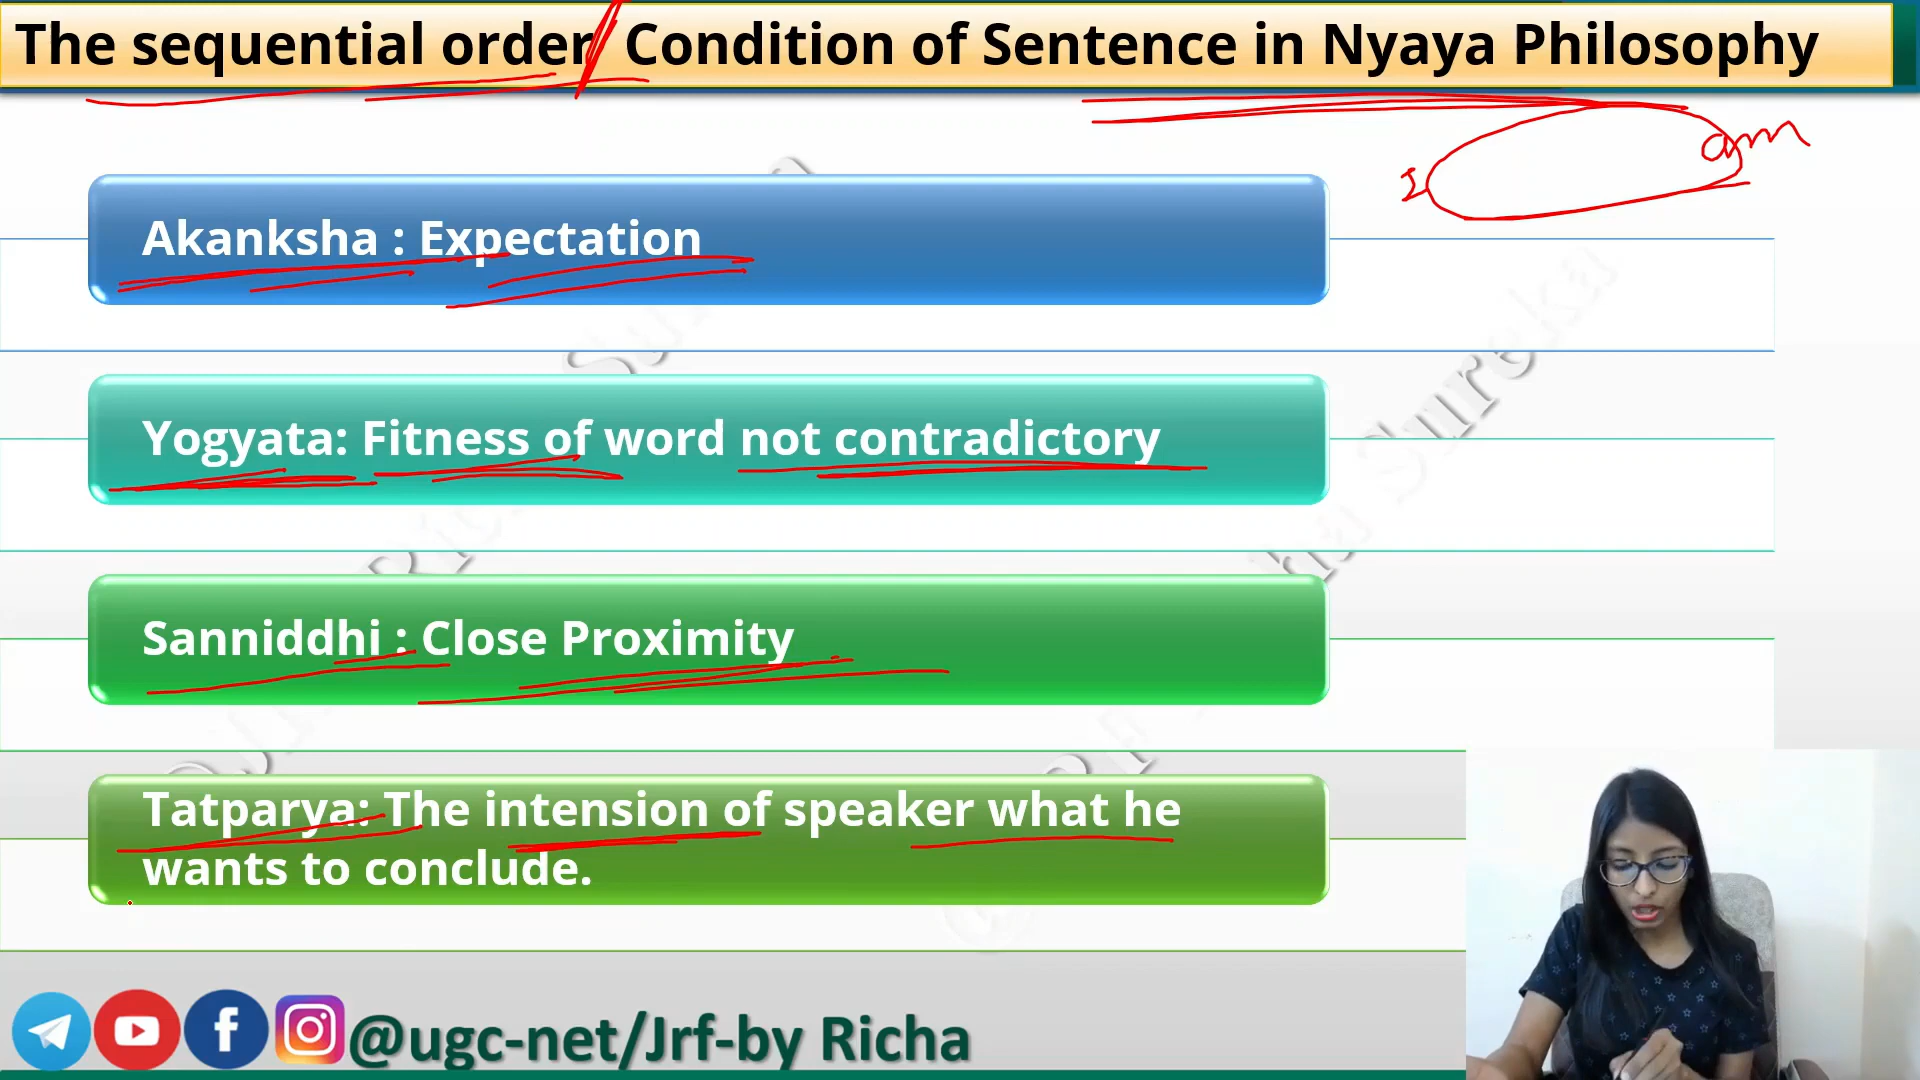 The sequential order/ Condition of Sentence in Nyaya Philosophy
I am
Akanksha : Expectation
Yogyata: Fitness of word not contradictory
Sanniddhi : Close Proximity
Tatparya: The intension of speaker what he
wants to conclude.
@ugc-net/Jrf-by Richa